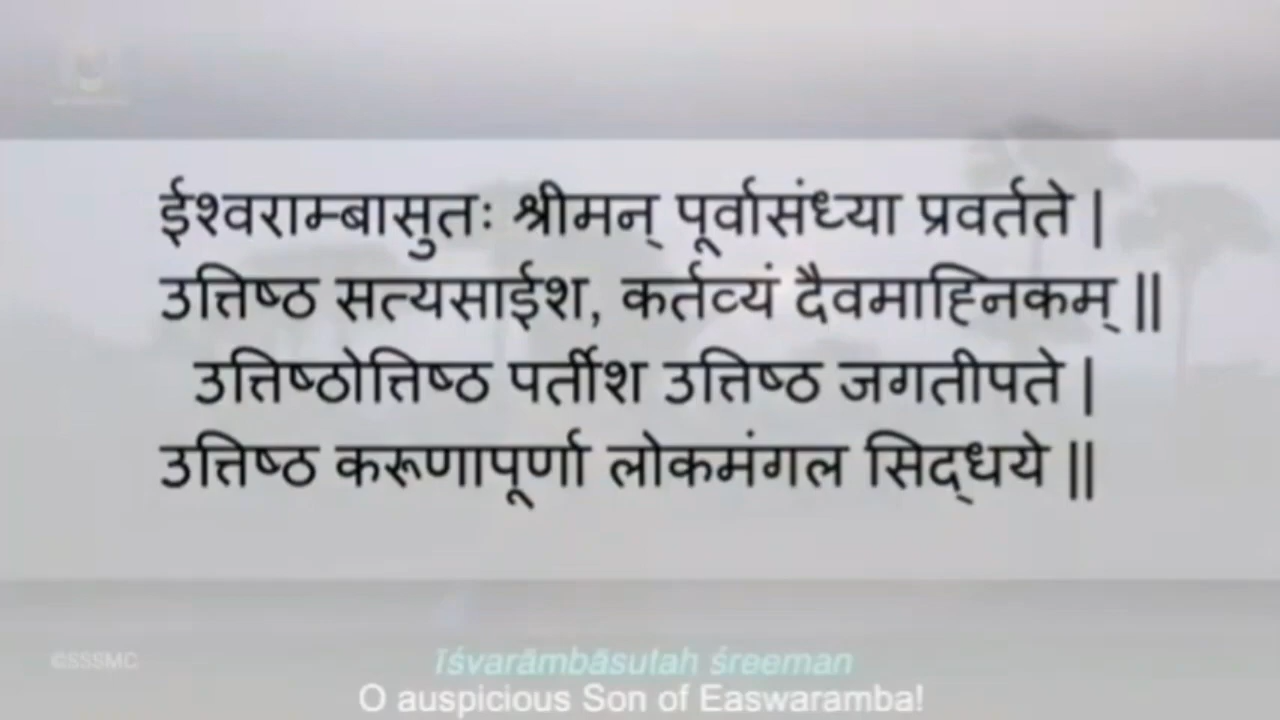 ईश्वराम्बासुतः श्रीमन् पूर्वासंध्या प्रवर्तते |
उत्तिष्ठ सत्यसाईश, कर्तव्यं दैवमाह्निकम् ||
उत्तिष्ठोत्तिष्ठ पर्तीश उत्तिष्ठ जगतीपते |
उत्तिष्ठ करूणापूर्णा लोकमंगल सिद्धये ||
©SSSMC
īśvarāmbāsutah śreeman
O auspicious Son of Easwaramba!